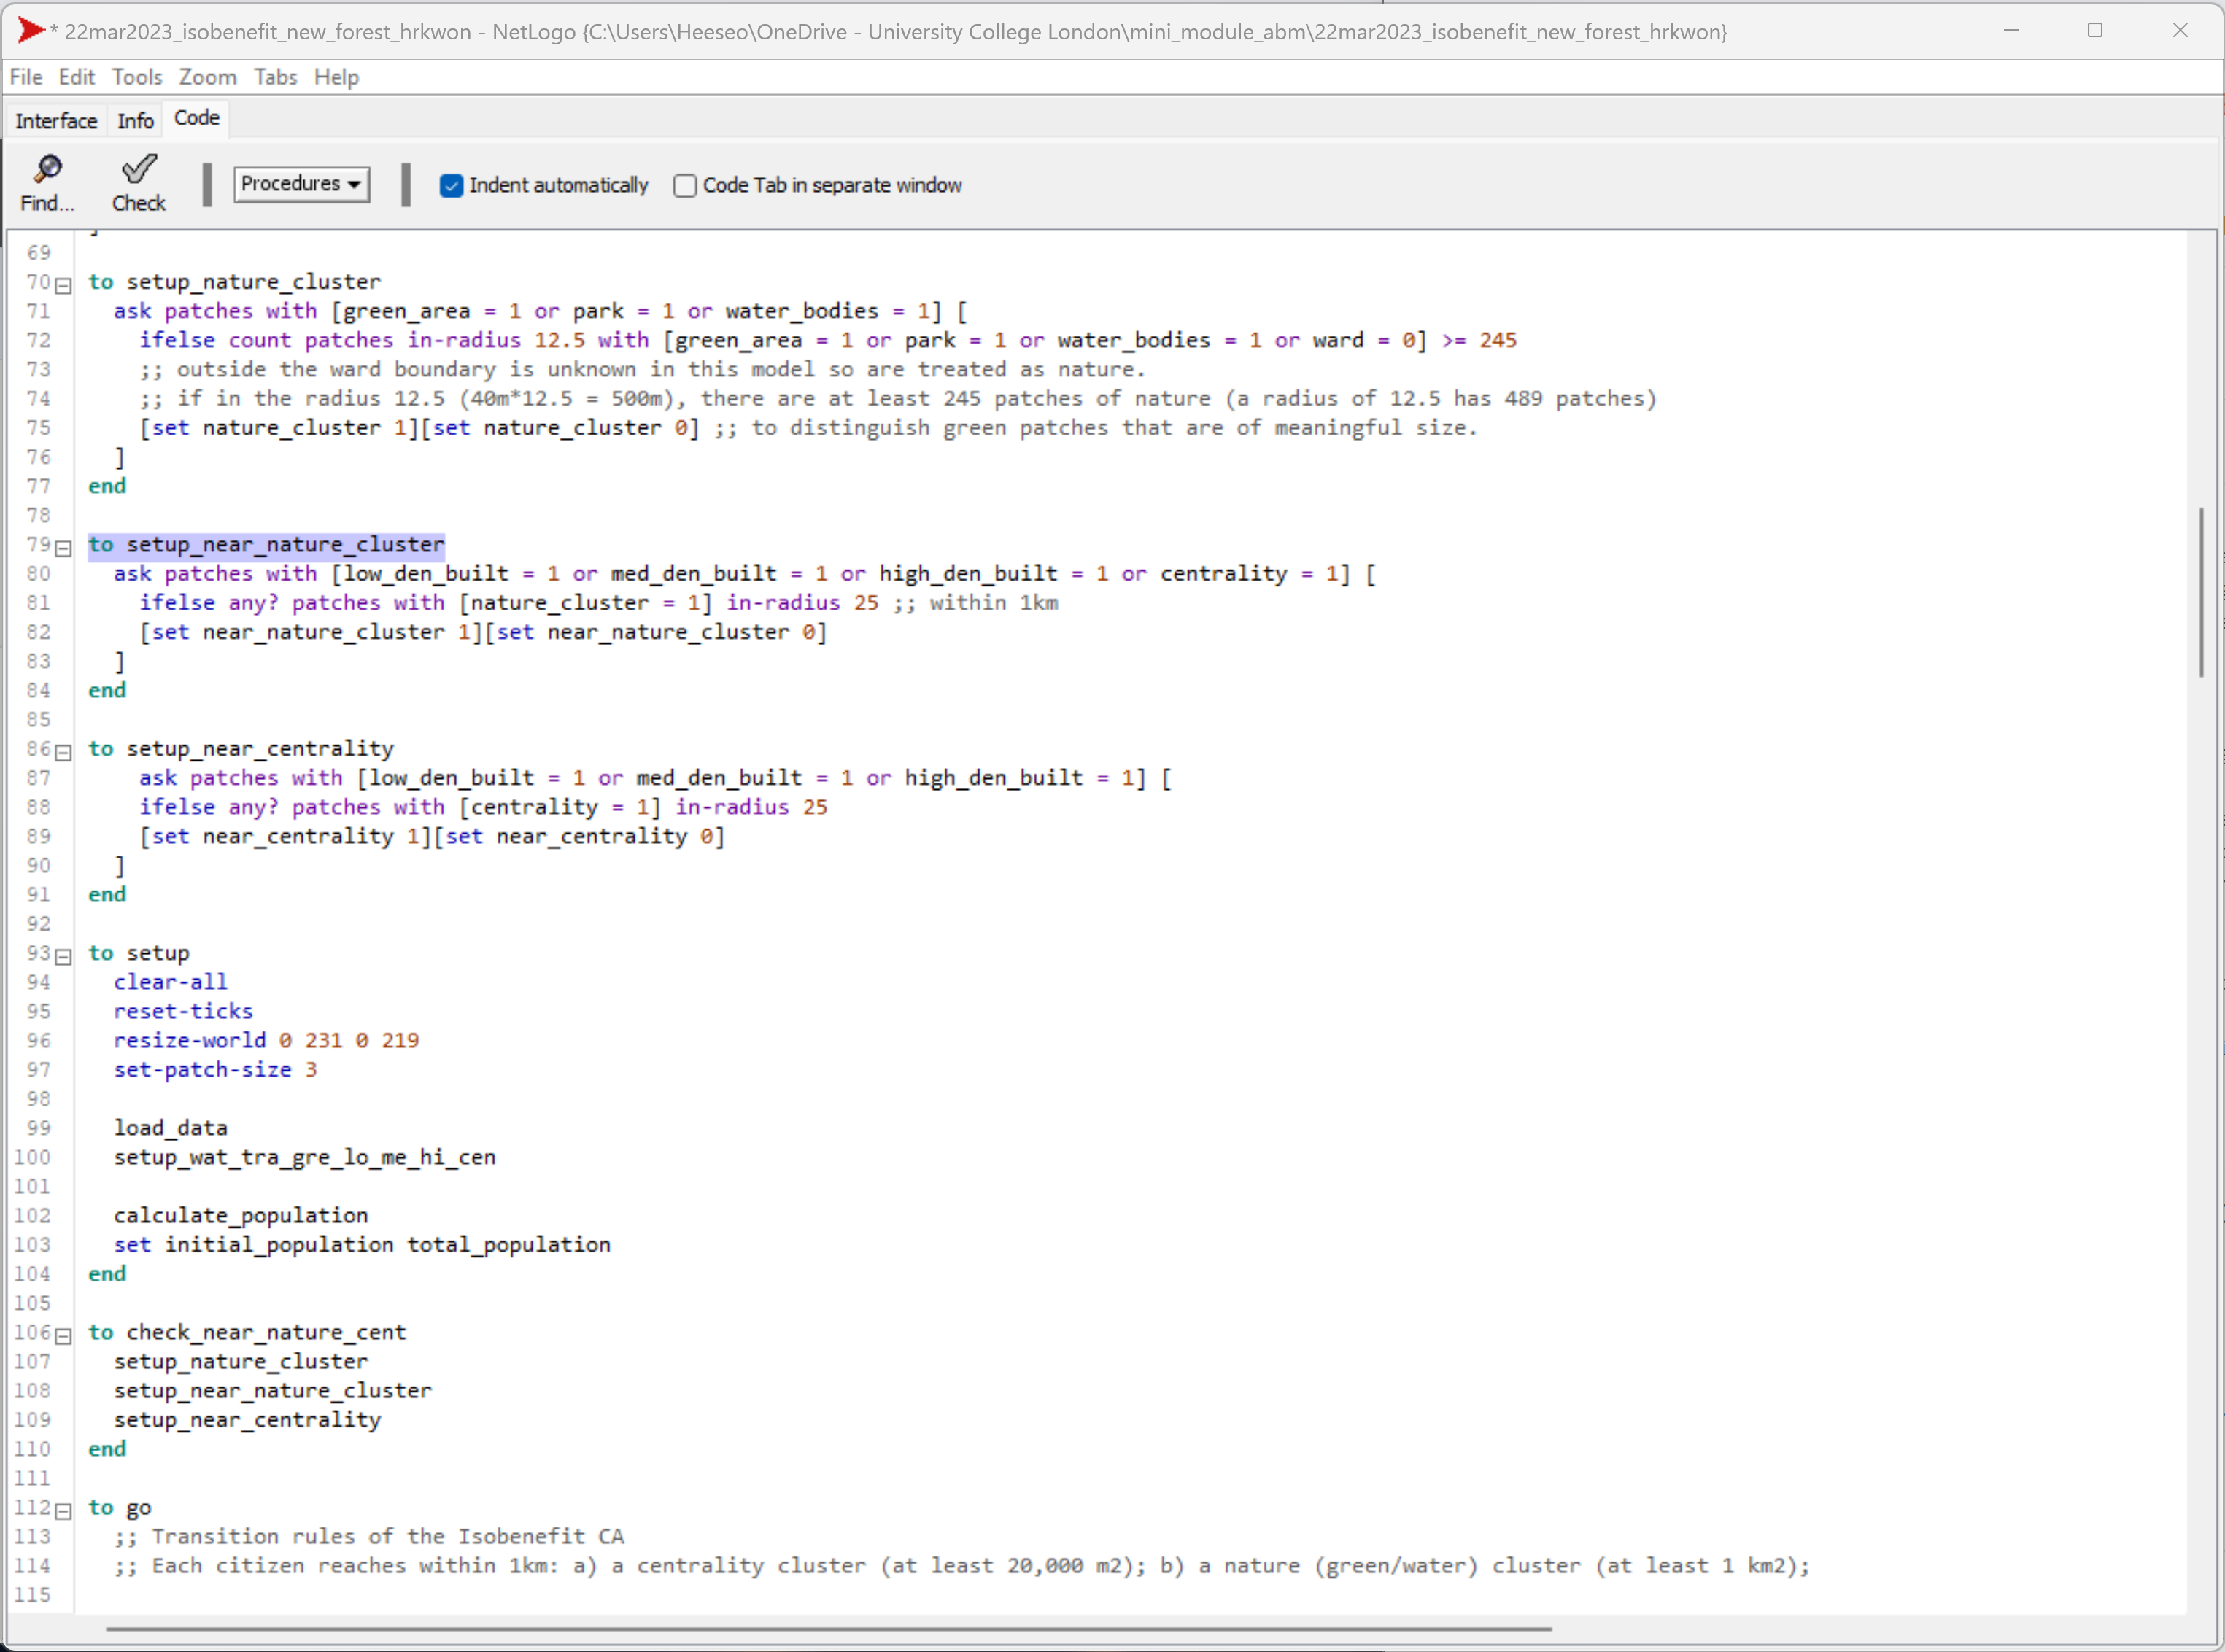 * 22mar2023_isobenefit_new_forest_hrkwon - NetLogo {C:\Users\Heeseo\OneDrive - University College London\mini_module_abm\22mar2023_isobenefit_new_forest_hrkwon}
File Edit Tools Zoom Tabs Help
Interface Info Code
Find... Check Procedures Indent automatically Code Tab in separate window
]
69
70 to setup_nature_cluster
71 ask patches with [green_area = 1 or park = 1 or water_bodies = 1] [
72 ifelse count patches in-radius 12.5 with [green_area = 1 or park = 1 or water_bodies = 1 or ward = 0] >= 245
73 ;; outside the ward boundary is unknown in this model so are treated as nature.
74 ;; if in the radius 12.5 (40m*12.5 = 500m), there are at least 245 patches of nature (a radius of 12.5 has 489 patches)
75 [set nature_cluster 1][set nature_cluster 0] ;; to distinguish green patches that are of meaningful size.
76 ]
77 end
78
79 to setup_near_nature_cluster
80 ask patches with [low_den_built = 1 or med_den_built = 1 or high_den_built = 1 or centrality = 1] [
81 ifelse any? patches with [nature_cluster = 1] in-radius 25 ;; within 1km
82 [set near_nature_cluster 1][set near_nature_cluster 0]
83 ]
84 end
85
86 to setup_near_centrality
87 ask patches with [low_den_built = 1 or med_den_built = 1 or high_den_built = 1] [
88 ifelse any? patches with [centrality = 1] in-radius 25
89 [set near_centrality 1][set near_centrality 0]
90 ]
91 end
92
93 to setup
94 clear-all
95 reset-ticks
96 resize-world 0 231 0 219
97 set-patch-size 3
98
99 load_data
100 setup_wat_tra_gre_lo_me_hi_cen
101
102 calculate_population
103 set initial_population total_population
104 end
105
106 to check_near_nature_cent
107 setup_nature_cluster
108 setup_near_nature_cluster
109 setup_near_centrality
110 end
111
112 to go
113 ;; Transition rules of the Isobenefit CA
114 ;; Each citizen reaches within 1km: a) a centrality cluster (at least 20,000 m2); b) a nature (green/water) cluster (at least 1 km2);
115